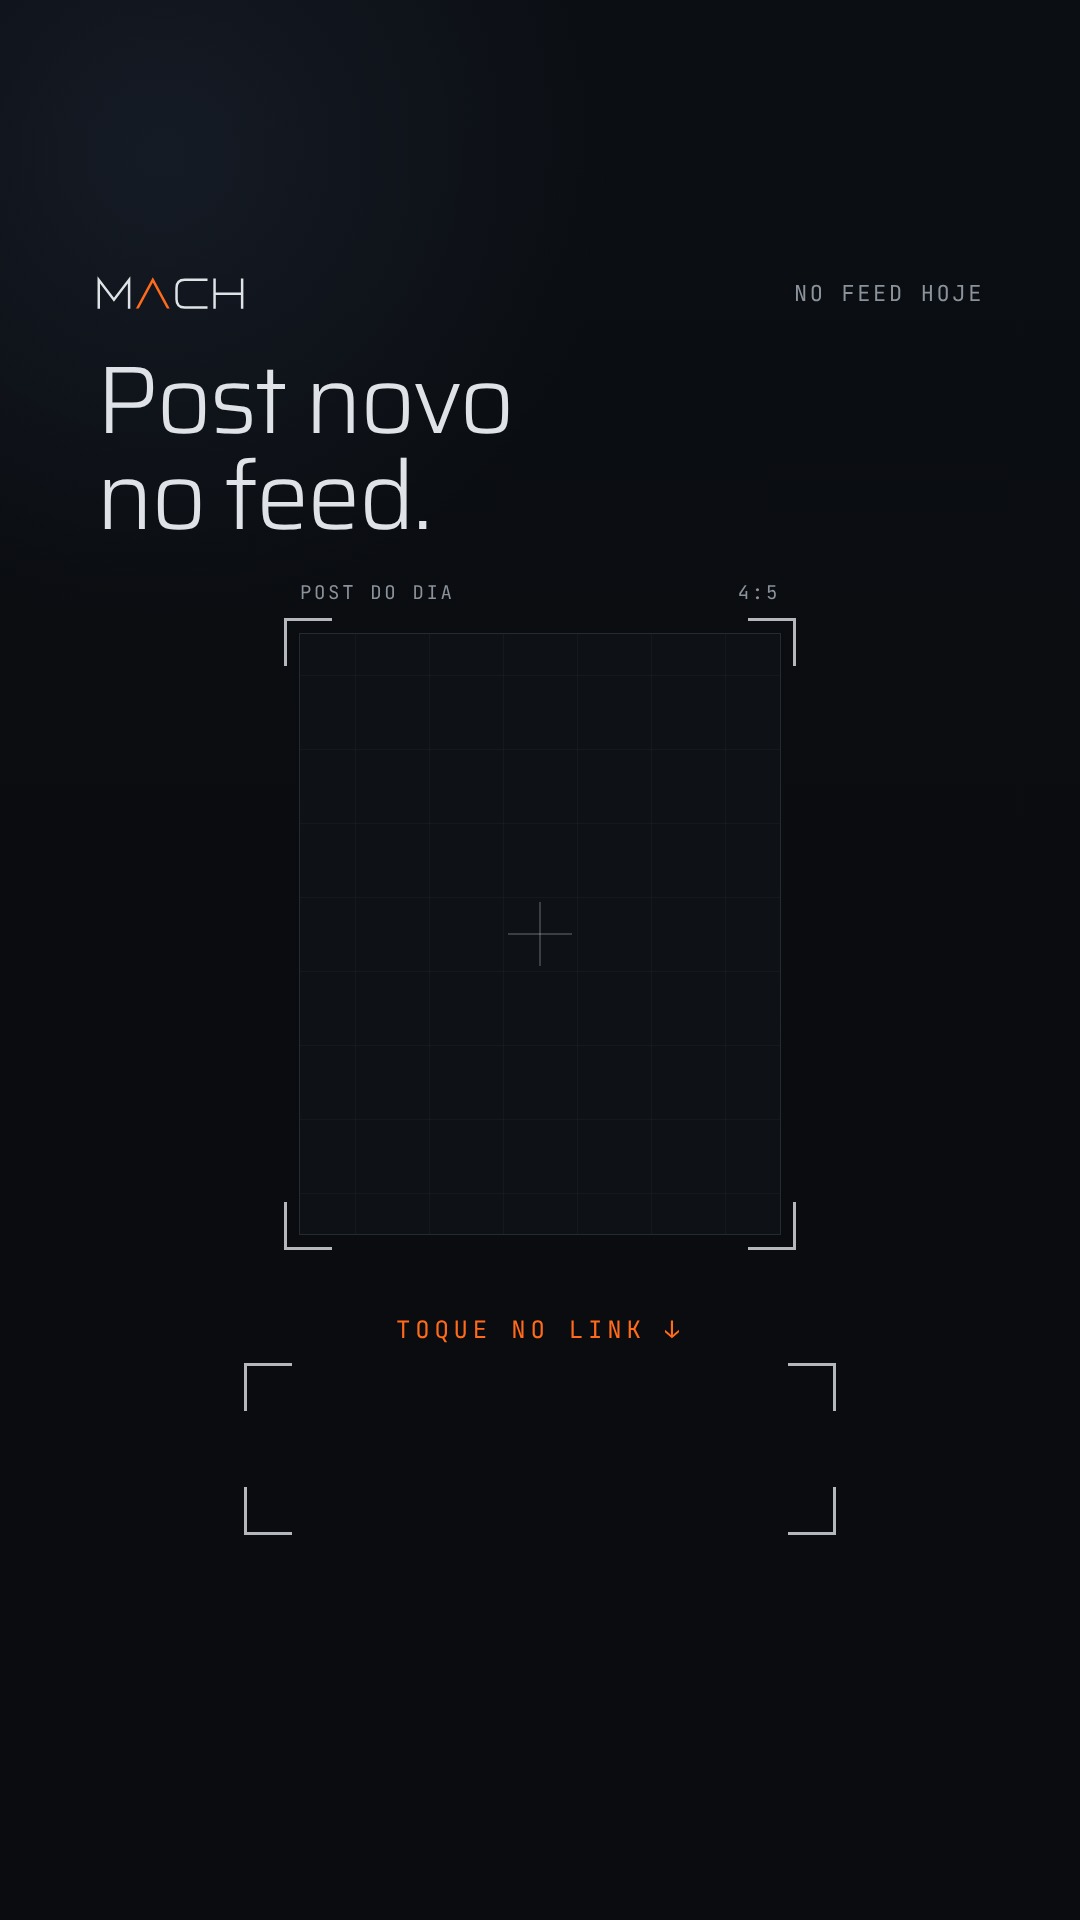 MACH
NO FEED HOJE
Post novo
no feed.
POST DO DIA
4:5
TOQUE NO LINK ↓